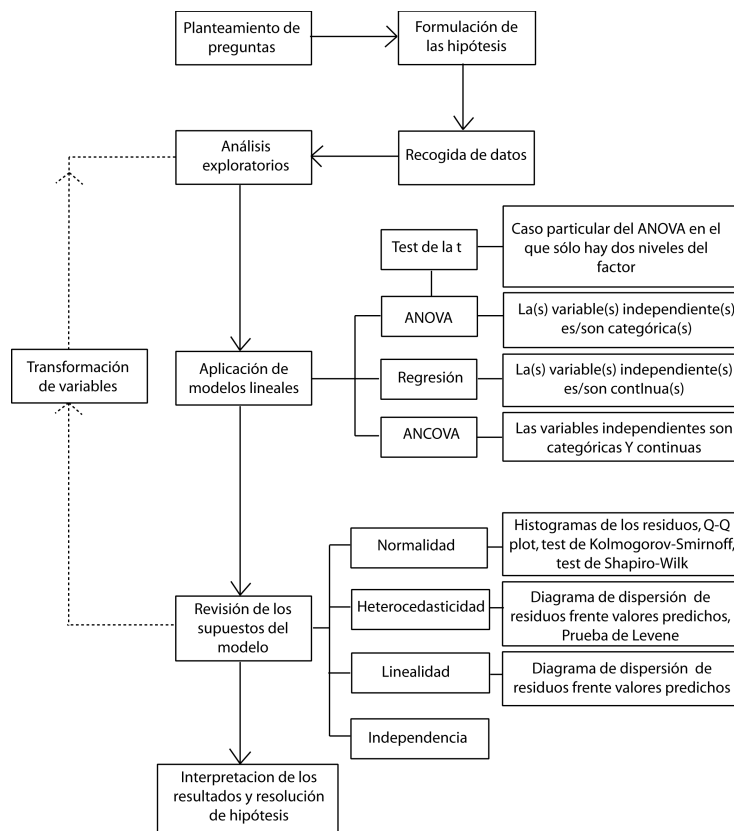 Planteamiento de
preguntas
Formulación de
las hipótesis
Análisis
exploratorios
Recogida de datos
Test de la t
Caso particular del ANOVA en el
que sólo hay dos niveles del
factor
ANOVA
La(s) variable(s) independiente(s)
es/son categórica(s)
Transformación
de variables
Aplicación de
modelos lineales
Regresión
La(s) variable(s) independiente(s)
es/son contInua(s)
ANCOVA
Las variables independientes son
categóricas Y continuas
Normalidad
Histogramas de los residuos, Q-Q
plot, test de Kolmogorov-Smirnoff,
test de Shapiro-Wilk
Revisión de los
supuestos del
modelo
Heterocedasticidad
Diagrama de dispersión de
residuos frente valores predichos,
Prueba de Levene
Linealidad
Diagrama de dispersión de
residuos frente valores predichos
Independencia
Interpretacion de los
resultados y resolución
de hipótesis